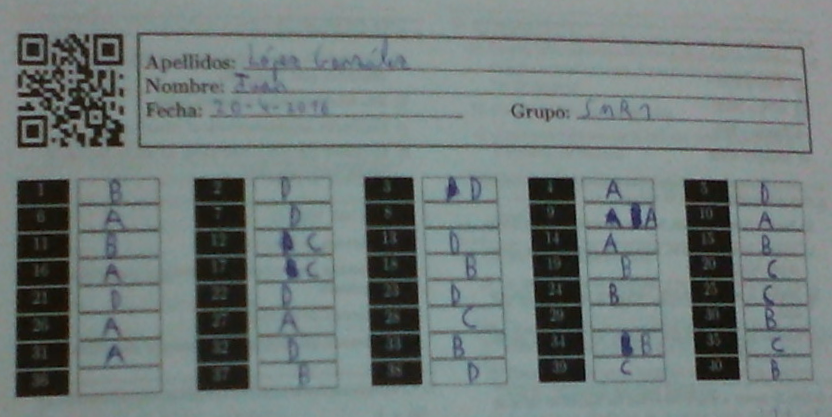 Apellidos: López González
Nombre: Juan
Fecha: 20-4-2016 Grupo: SMR1
1 B 2 D 3 D 4 A 5 D
6 A 7 D 8 9 A A 10 A
11 B 12 C 13 D 14 A 15 B
16 A 17 C 18 B 19 B 20 C
21 D 22 D 23 D 24 B 25 C
26 A 27 A 28 C 29 30 B
31 A 32 D 33 B 34 B 35 C
36 37 B 38 D 39 C 40 B